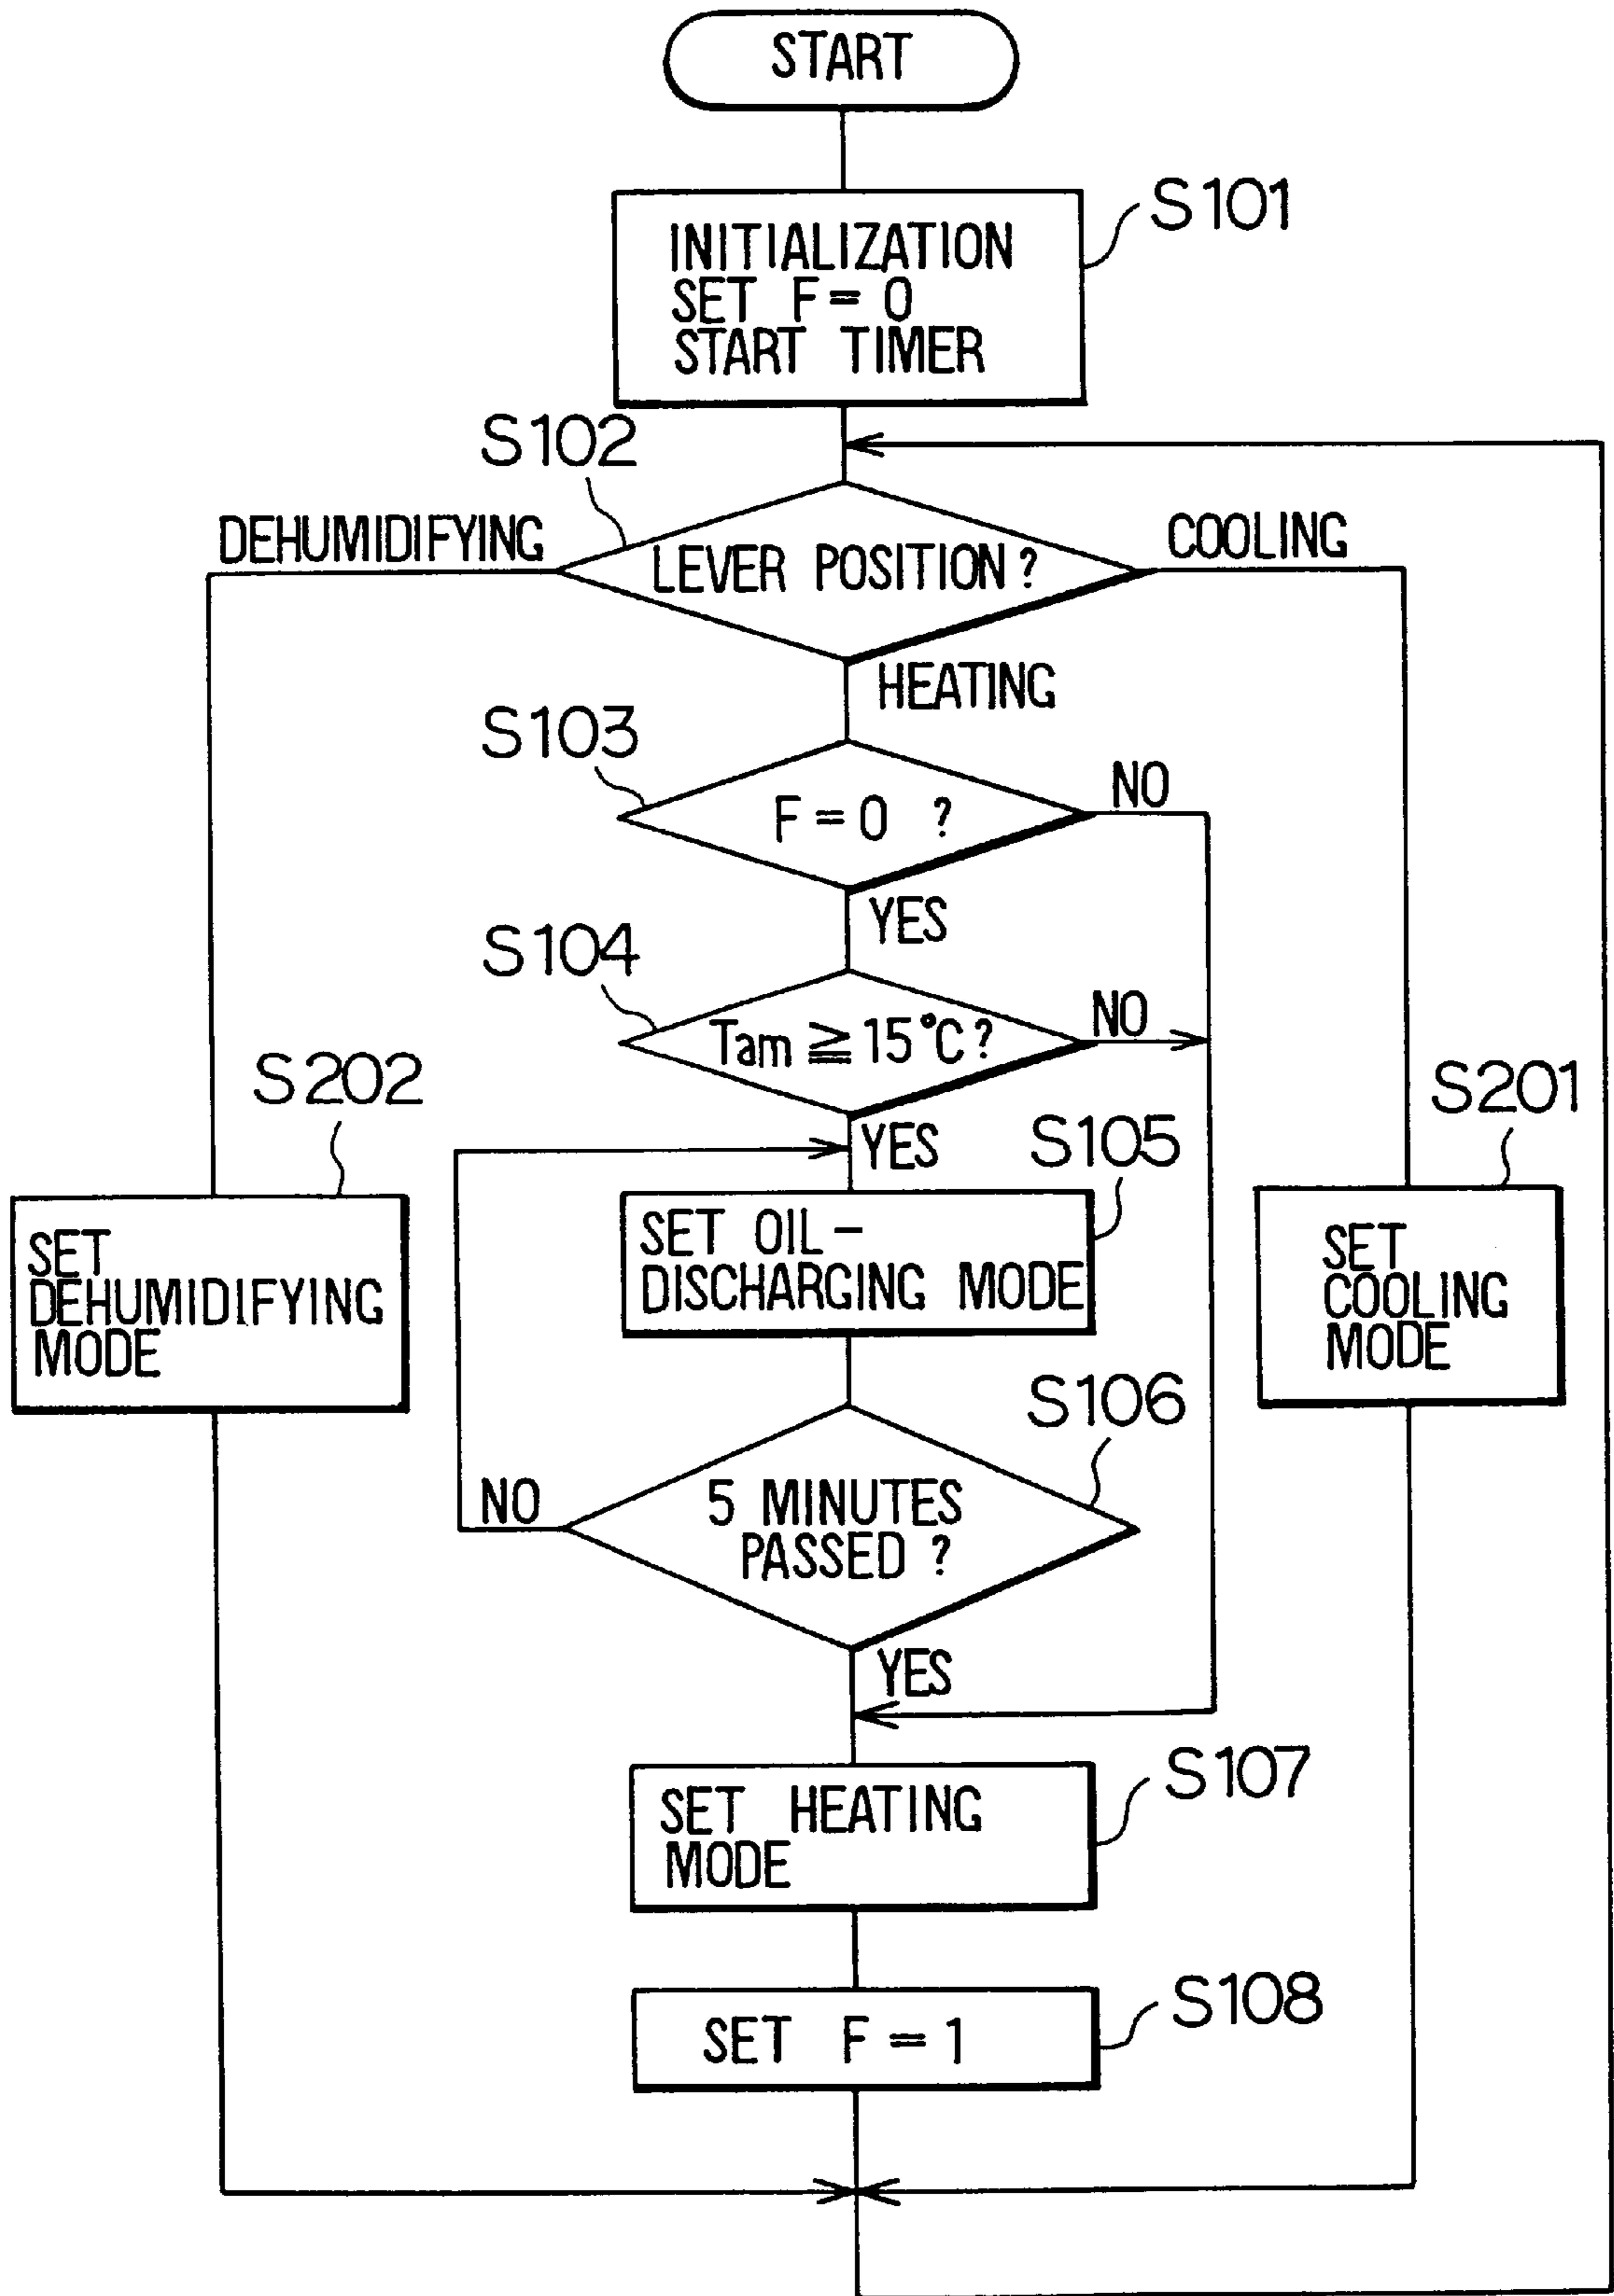 START
S101
INITIALIZATION
SET F = 0
START TIMER
S102
DEHUMIDIFYING
LEVER POSITION ?
COOLING
HEATING
S103
F = 0 ?
NO
YES
S104
Tam ≧ 15°C ?
NO
YES
S202
S105
S201
SET
DEHUMIDIFYING
MODE
SET OIL-
DISCHARGING MODE
SET
COOLING
MODE
S106
NO
5 MINUTES
PASSED ?
YES
S107
SET HEATING
MODE
S108
SET F = 1